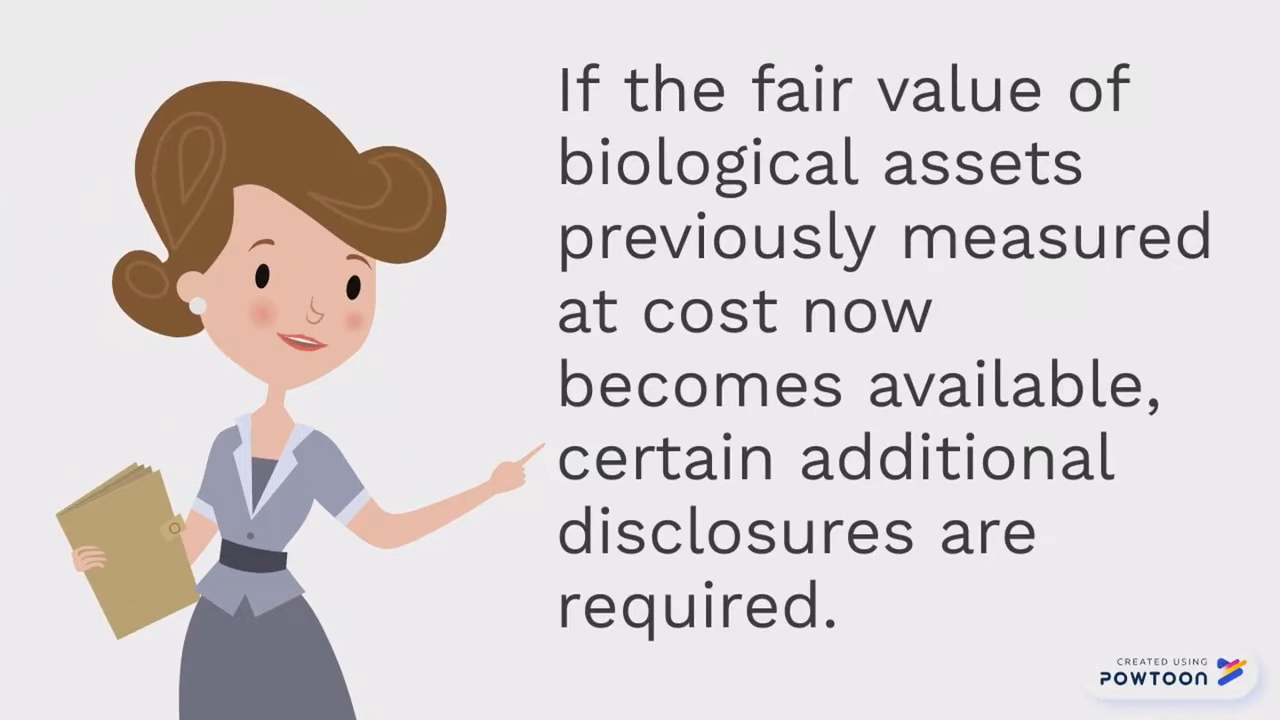 If the fair value of
biological assets
previously measured
at cost now
becomes available,
certain additional
disclosures are
required.
CREATED USING
POWTOON